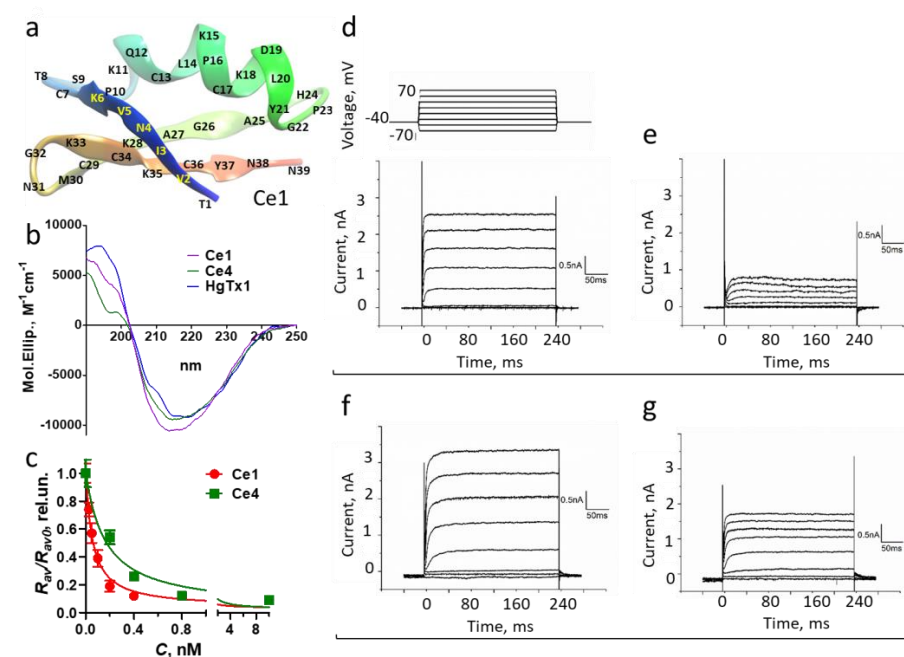 a
K15
Q12
L14
P16
D19
K11
C13
K18
L20
T8
S9
P10
C17
H24
C7
K6
Y21
P23
V5
A25
G22
N4
A27
G26
G32
K33
K28
I3
C34
C36
Y37
N38
C29
K35
V2
N39
N31
M30
T1
Ce1
b
10000
5000
0
-5000
-10000
Mol.Ellip., M⁻¹cm⁻¹
Ce1
Ce4
HgTx1
200 210 220 230 240 250
nm
c
1.0
0.8
0.6
0.4
0.2
0.0
Rav/Rav0, rel.un.
Ce1
Ce4
0.0 0.4 0.8 4 8
C, nM
d
Voltage, mV
70
-40
-70
Current, nA
3
2
1
0
0.5nA
50ms
0 80 160 240
Time, ms
e
Current, nA
3
2
1
0
0.5nA
50ms
0 80 160 240
Time, ms
f
Current, nA
3
2
1
0
0.5nA
50ms
0 80 160 240
Time, ms
g
Current, nA
3
2
1
0
0.5nA
50ms
0 80 160 240
Time, ms